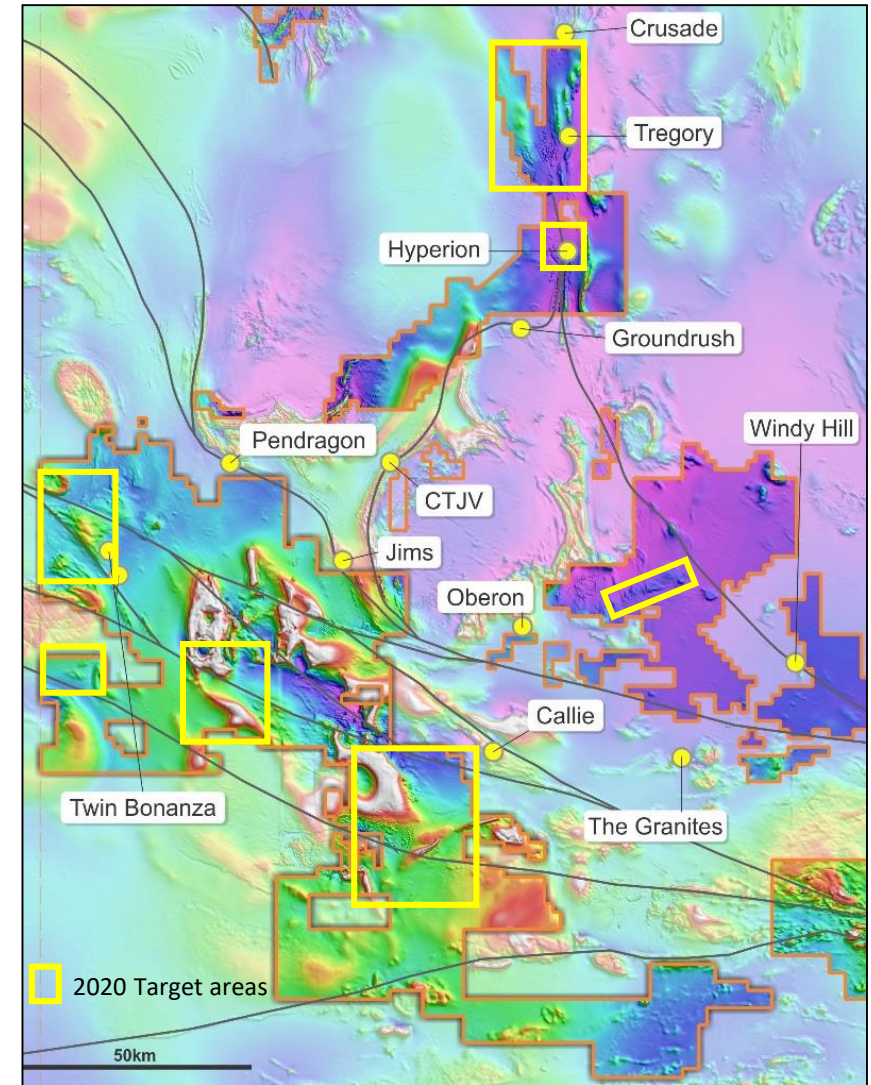 Crusade
Tregory
Hyperion
Groundrush
Windy Hill
Pendragon
CTJV
Jims
Oberon
Callie
Twin Bonanza
The Granites
2020 Target areas
50km